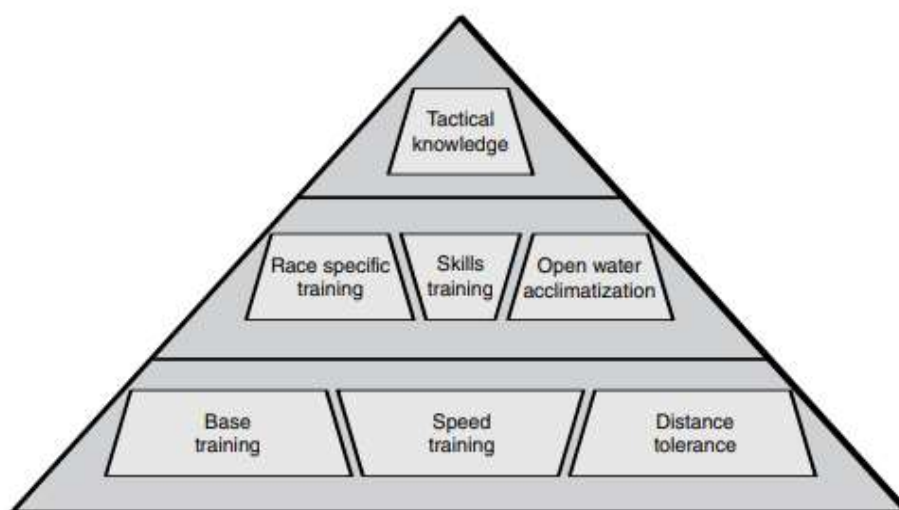 Tactical
knowledge
Race specific
training
Skills
training
Open water
acclimatization
Base
training
Speed
training
Distance
tolerance